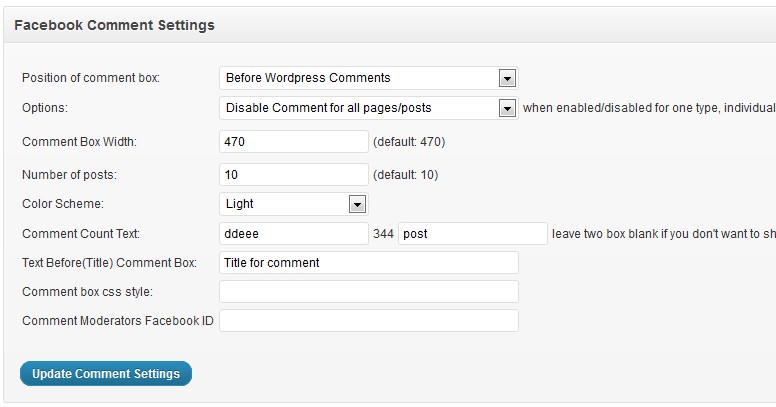 Facebook Comment Settings
Position of comment box: Before Wordpress Comments
Options: Disable Comment for all pages/posts when enabled/disabled for one type, individual
Comment Box Width: 470 (default: 470)
Number of posts: 10 (default: 10)
Color Scheme: Light
Comment Count Text: ddeee 344 post leave two box blank if you don't want to sh
Text Before(Title) Comment Box: Title for comment
Comment box css style:
Comment Moderators Facebook ID
Update Comment Settings